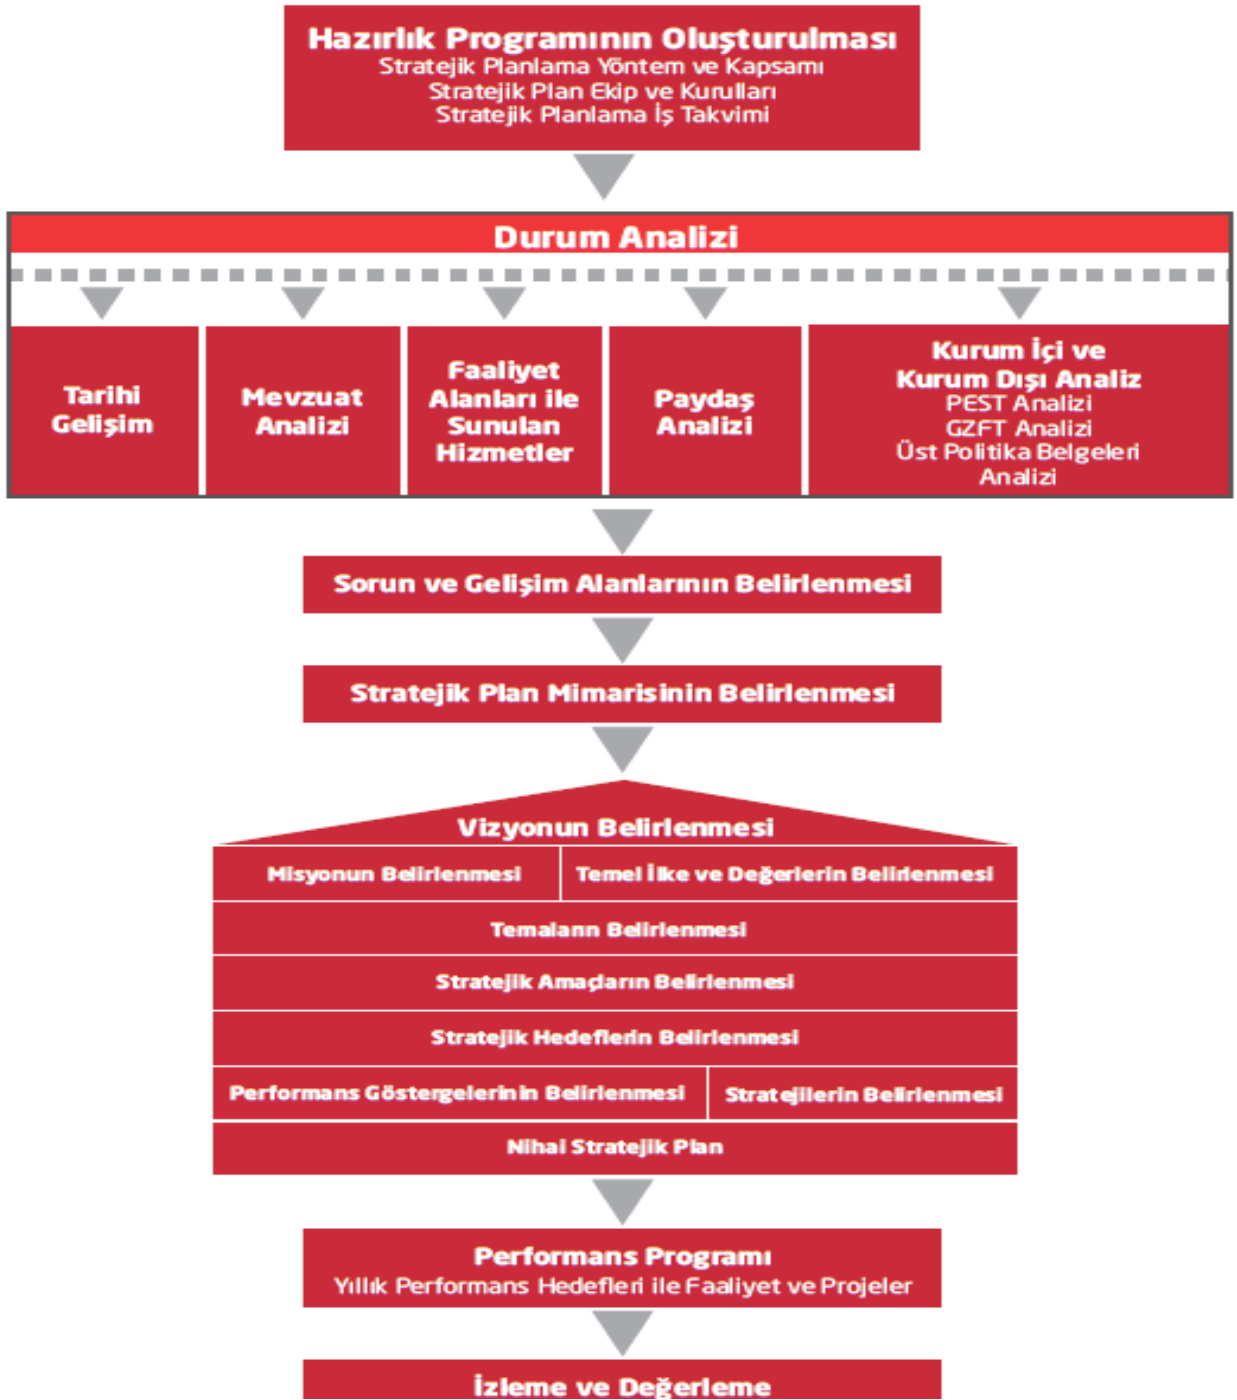 Hazırlık Programının Oluşturulması
Stratejik Planlama Yöntem ve Kapsamı
Stratejik Plan Ekip ve Kurulları
Stratejik Planlama İş Takvimi
Durum Analizi
Tarihi
Gelişim
Mevzuat
Analizi
Faaliyet
Alanları ile
Sunulan
Hizmetler
Paydaş
Analizi
Kurum İçi ve
Kurum Dışı Analiz
PEST Analizi
GZFT Analizi
Üst Politika Belgeleri
Analizi
Sorun ve Gelişim Alanlarının Belirlenmesi
Stratejik Plan Mimarisinin Belirlenmesi
Vizyonun Belirlenmesi
Misyonun Belirlenmesi
Temel İlke ve Değerlerin Belirlenmesi
Temaların Belirlenmesi
Stratejik Amaçların Belirlenmesi
Stratejik Hedeflerin Belirlenmesi
Performans Göstergelerinin Belirlenmesi
Stratejilerin Belirlenmesi
Nihai Stratejik Plan
Performans Programı
Yıllık Performans Hedefleri ile Faaliyet ve Projeler
İzleme ve Değerleme